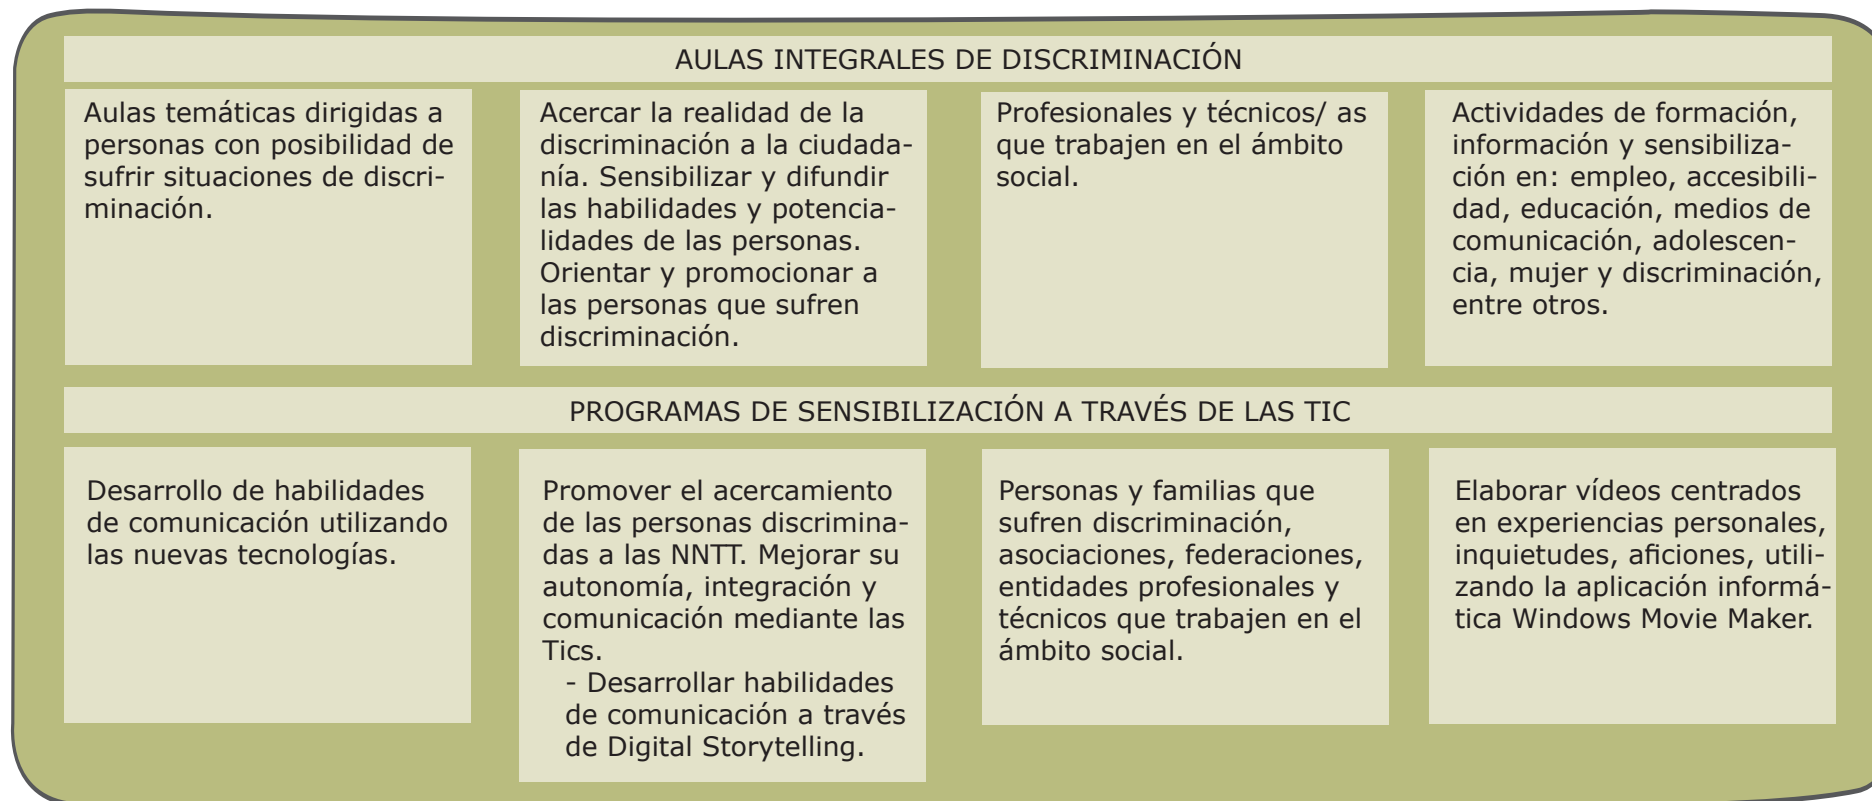 AULAS INTEGRALES DE DISCRIMINACIÓN
Aulas temáticas dirigidas a
personas con posibilidad de
sufrir situaciones de discri-
minación.
Acercar la realidad de la
discriminación a la ciudada-
nía. Sensibilizar y difundir
las habilidades y potencia-
lidades de las personas.
Orientar y promocionar a
las personas que sufren
discriminación.
Profesionales y técnicos/ as
que trabajen en el ámbito
social.
Actividades de formación,
información y sensibiliza-
ción en: empleo, accesibili-
dad, educación, medios de
comunicación, adolescen-
cia, mujer y discriminación,
entre otros.
PROGRAMAS DE SENSIBILIZACIÓN A TRAVÉS DE LAS TIC
Desarrollo de habilidades
de comunicación utilizando
las nuevas tecnologías.
Promover el acercamiento
de las personas discrimina-
das a las NNTT. Mejorar su
autonomía, integración y
comunicación mediante las
Tics.
- Desarrollar habilidades
de comunicación a través
de Digital Storytelling.
Personas y familias que
sufren discriminación,
asociaciones, federaciones,
entidades profesionales y
técnicos que trabajen en el
ámbito social.
Elaborar vídeos centrados
en experiencias personales,
inquietudes, aficiones, utili-
zando la aplicación informá-
tica Windows Movie Maker.